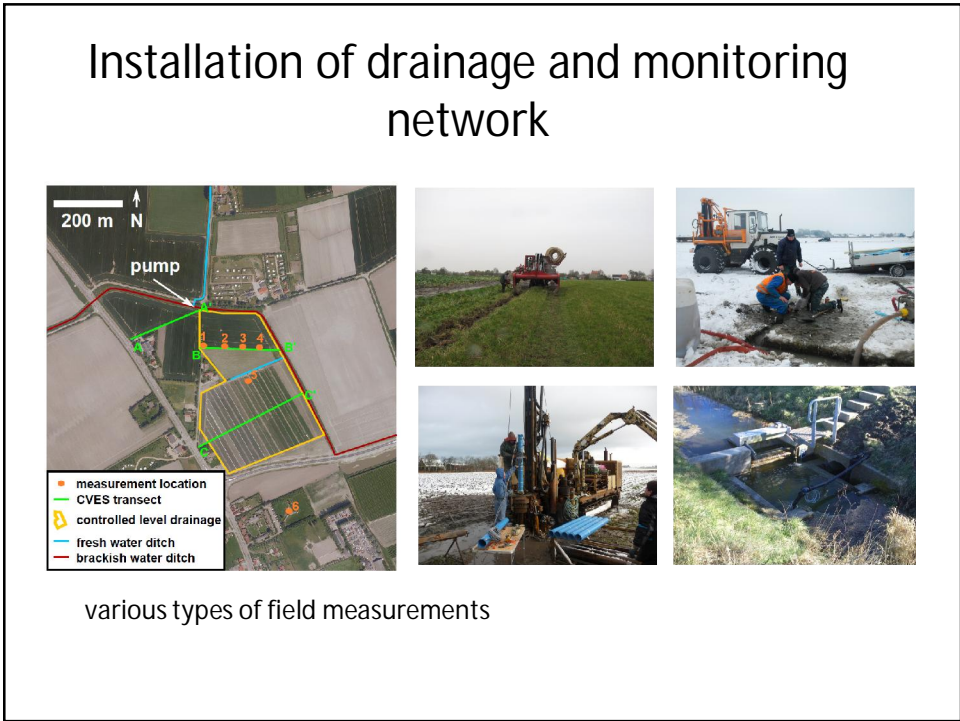 Installation of drainage and monitoring
network
200 m N
pump
A'
A
1 2 3 4
B B'
5
C'
C
6
measurement location
CVES transect
controlled level drainage
fresh water ditch
brackish water ditch
various types of field measurements